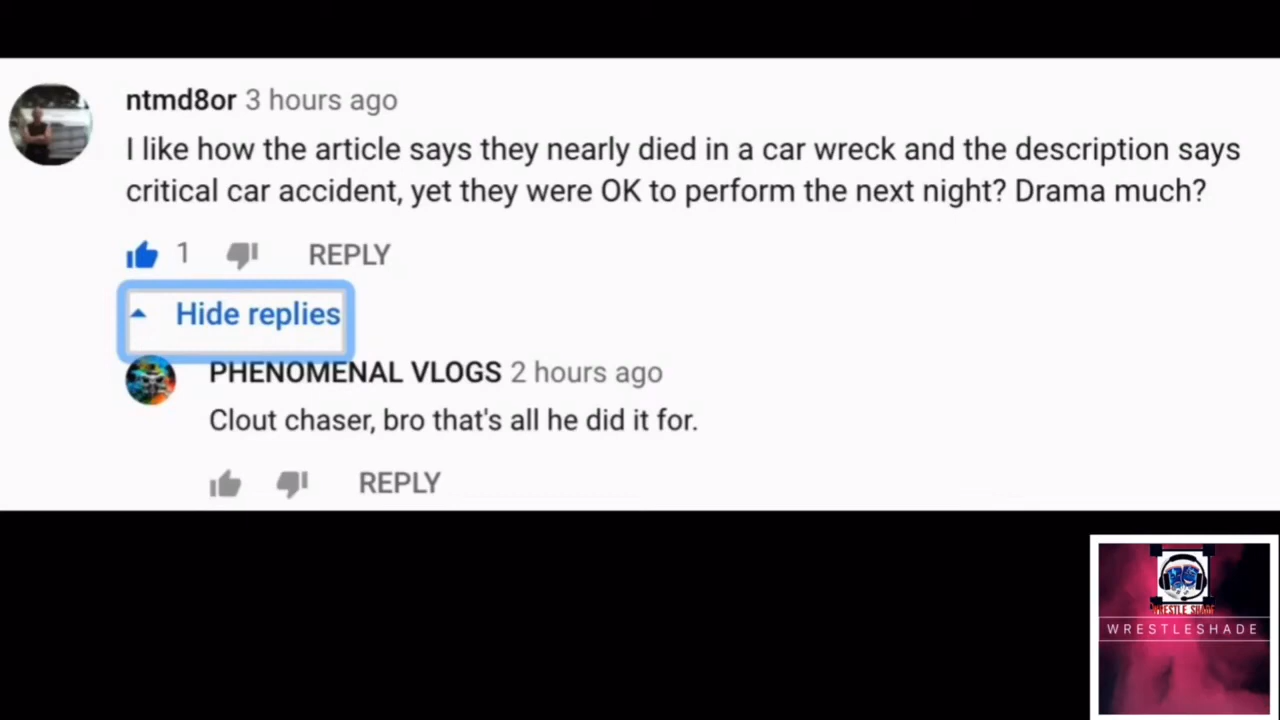 ntmd8or 3 hours ago
I like how the article says they nearly died in a car wreck and the description says
critical car accident, yet they were OK to perform the next night? Drama much?
1 REPLY
Hide replies
PHENOMENAL VLOGS 2 hours ago
Clout chaser, bro that's all he did it for.
REPLY
WRESTLE SHADE
WRESTLESHADE